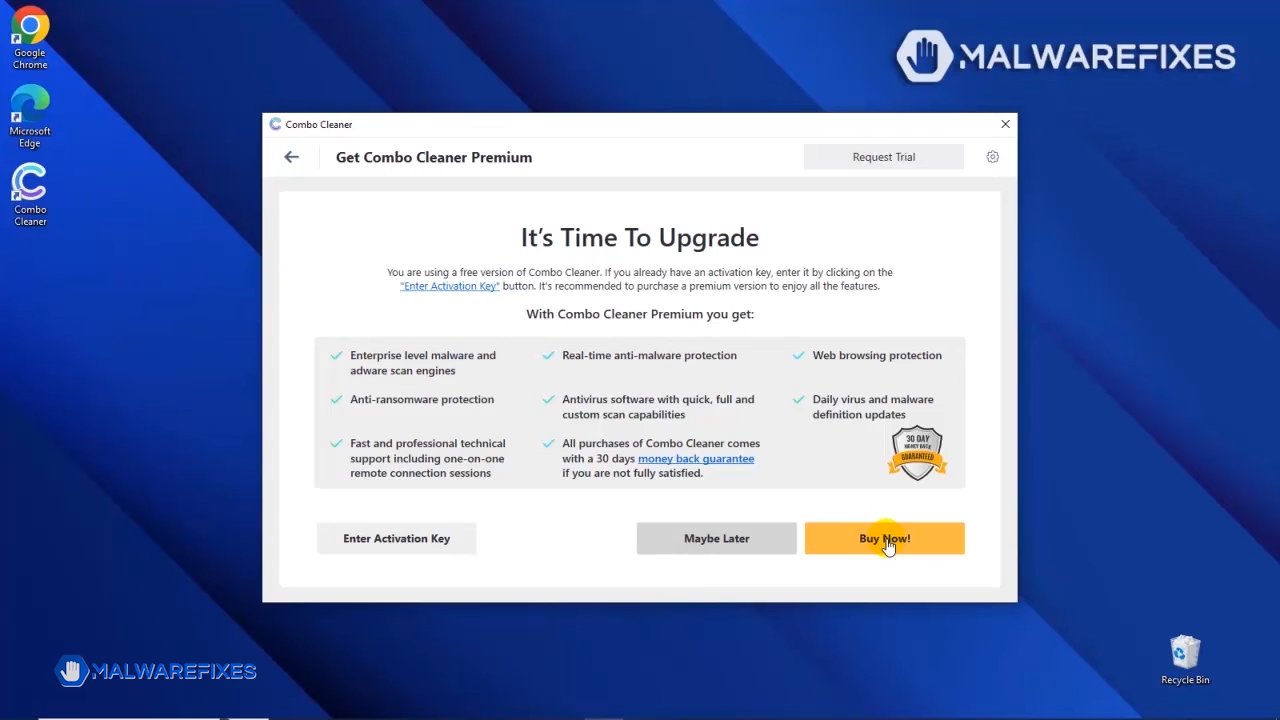 Google
Chrome
MALWAREFIXES
Microsoft
Edge
Combo
Cleaner
Combo Cleaner
Get Combo Cleaner Premium
Request Trial
It's Time To Upgrade
You are using a free version of Combo Cleaner. If you already have an activation key, enter it by clicking on the
"Enter Activation Key" button. It's recommended to purchase a premium version to enjoy all the features.
With Combo Cleaner Premium you get:
Enterprise level malware and
adware scan engines
Real-time anti-malware protection
Web browsing protection
Anti-ransomware protection
Antivirus software with quick, full and
custom scan capabilities
Daily virus and malware
definition updates
Fast and professional technical
support including one-on-one
remote connection sessions
All purchases of Combo Cleaner comes
with a 30 days money back guarantee
if you are not fully satisfied.
30 DAY
MONEY BACK
GUARANTEED
Enter Activation Key
Maybe Later
Buy Now!
MALWAREFIXES
Recycle Bin